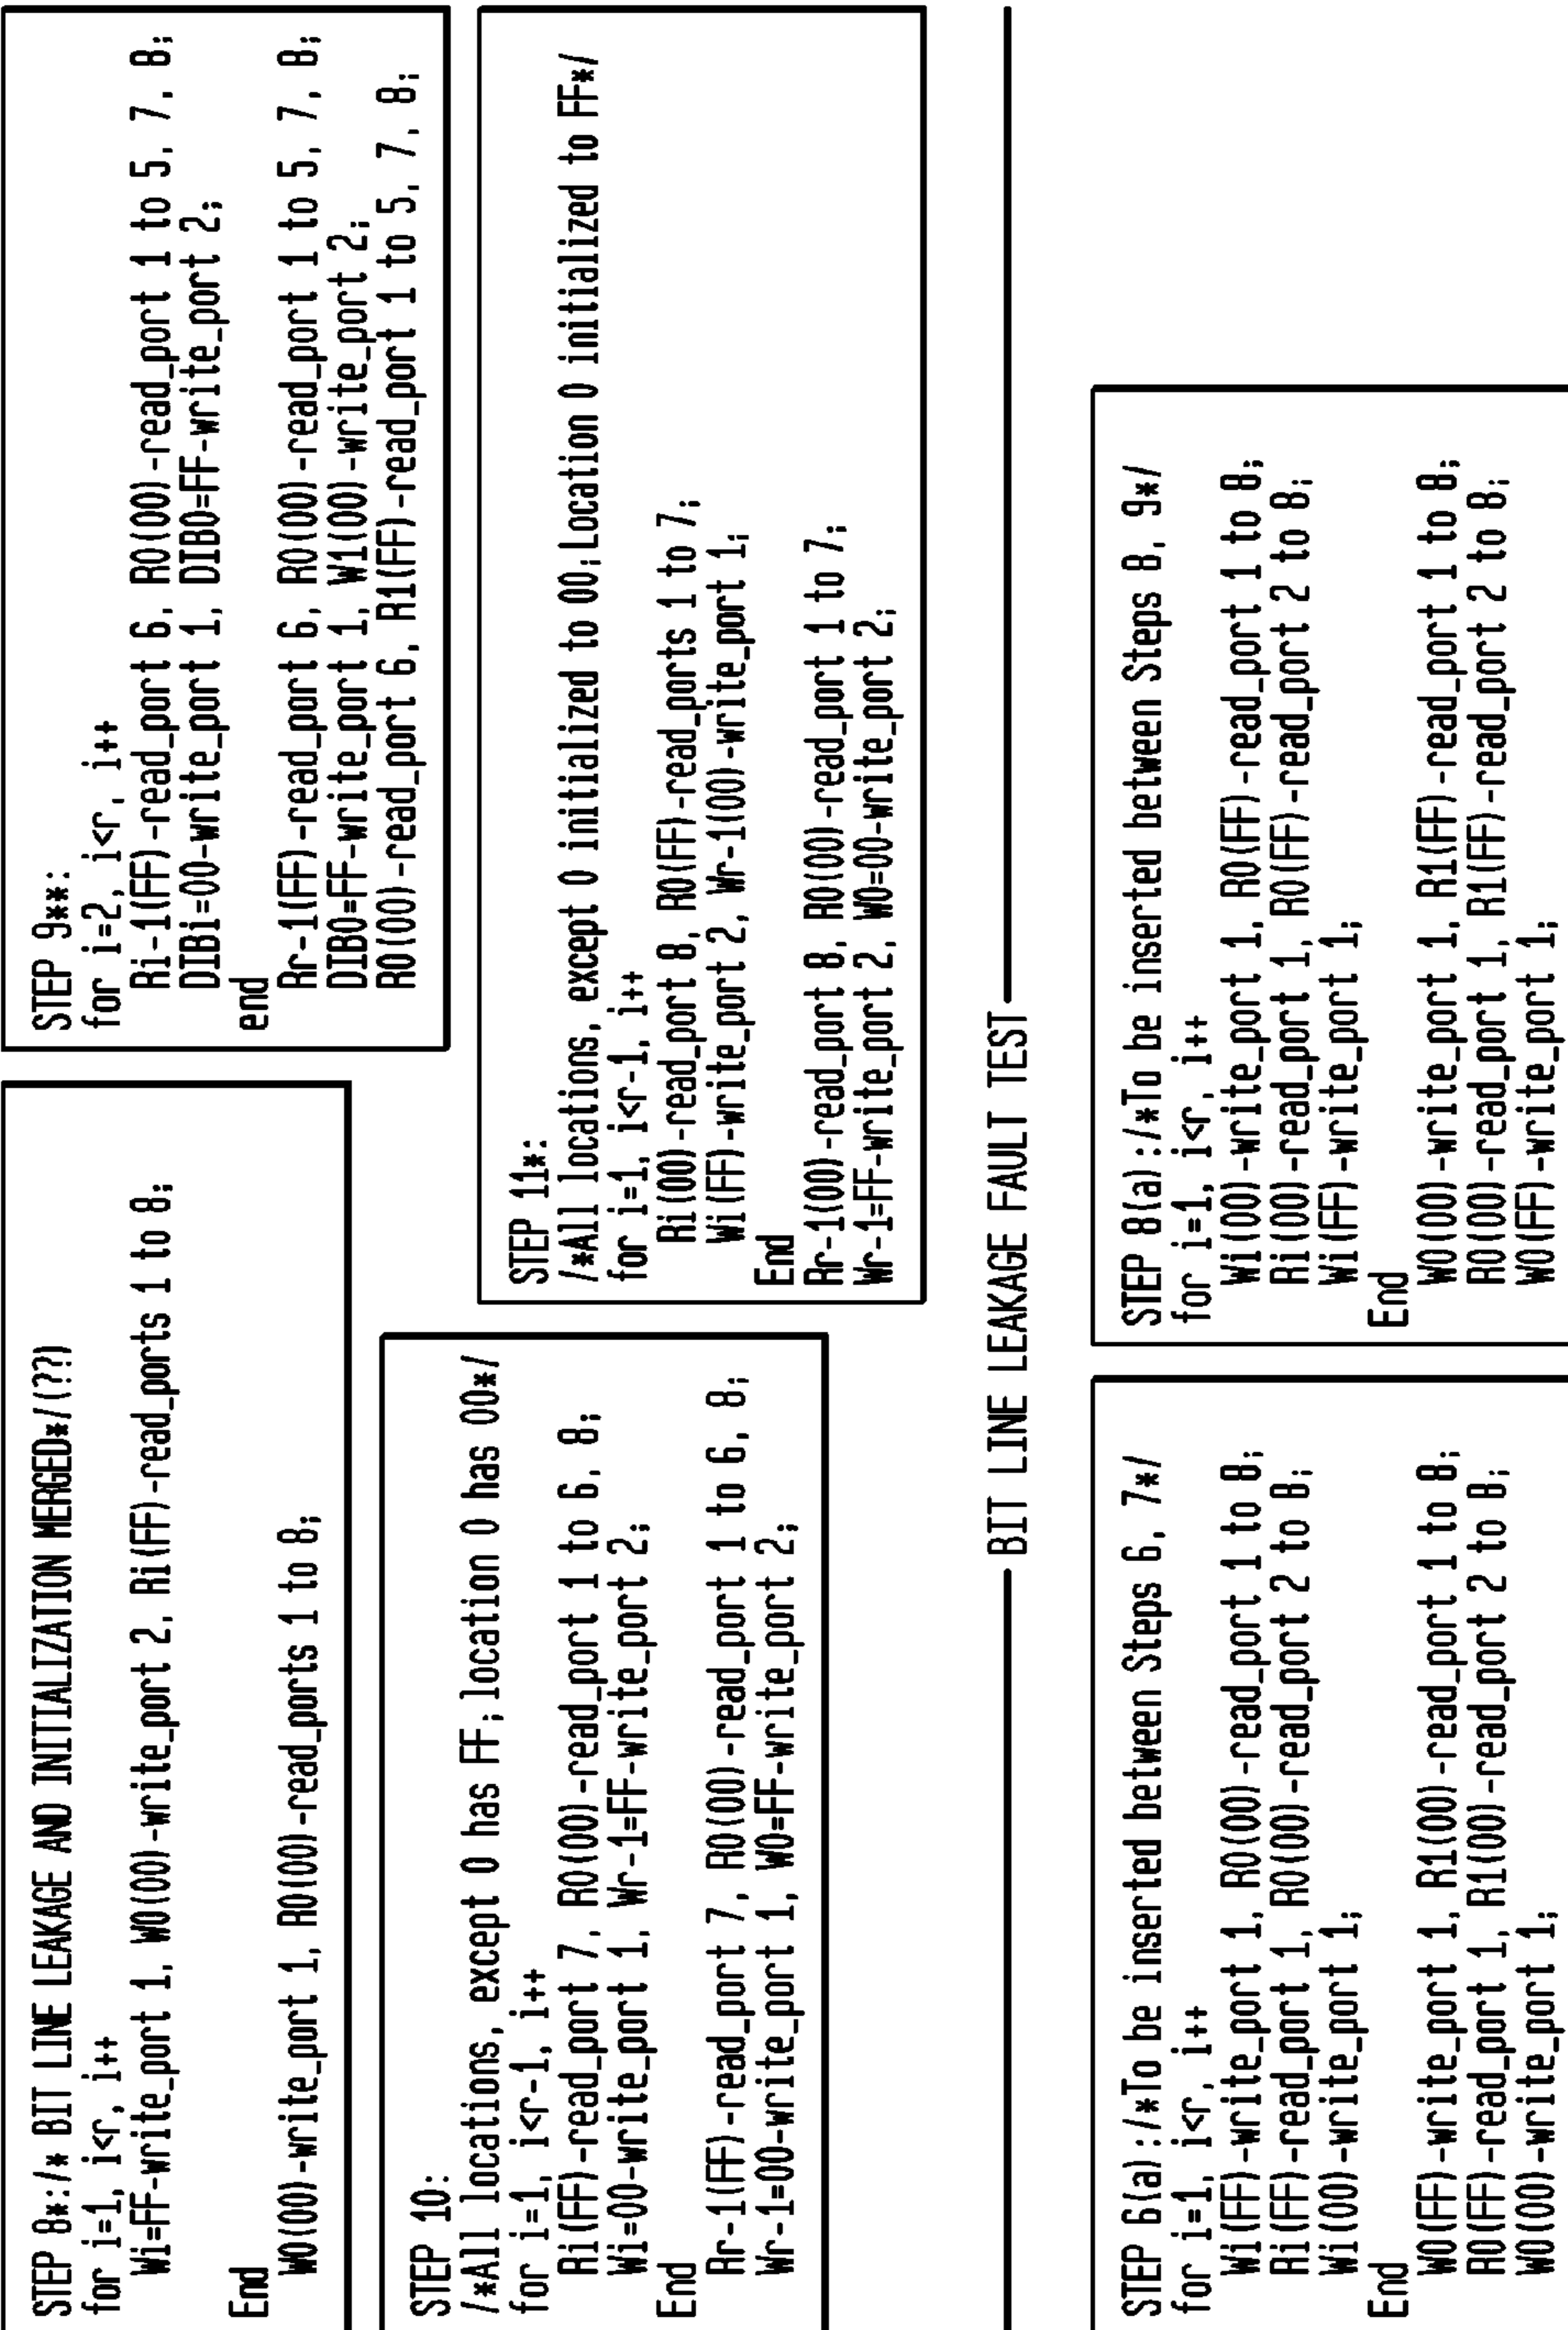 STEP 8*:/* BIT LINE LEAKAGE AND INITIALIZATION MERGED*/(??)
for i=1, i<r, i++
Wi=FF-write_port 1, W0(00)-write_port 2, Ri(FF)-read_ports 1 to 8;
End
W0(00)-write_port 1, R0(00)-read_ports 1 to 8;
STEP 9**:
for i=2, i<r, i++
Ri-1(FF)-read_port 6, R0(00)-read_port 1 to 5, 7, 8;
DIBi=00-write_port 1, DIB0=FF-write_port 2;
end
Rr-1(FF)-read_port 6, R0(00)-read_port 1 to 5, 7, 8;
DIB0=FF-write_port 1, W1(00)-write_port 2;
R0(00)-read_port 6, R1(FF)-read_port 1 to 5, 7, 8;
STEP 10:
/*All locations, except 0 has FF;location 0 has 00*/
for i=1, i<r-1, i++
Ri(FF)-read_port 7, R0(00)-read_port 1 to 6, 8;
Wi=00-write_port 1, Wr-1=FF-write_port 2;
End
Rr-1(FF)-read_port 7, R0(00)-read_port 1 to 6, 8;
Wr-1=00-write_port 1, W0=FF-write_port 2;
STEP 11*:
/*All locations, except 0 initialized to 00;Location 0 initialized to FF*/
for i=1, i<r-1, i++
Ri(00)-read_port 8, R0(FF)-read_ports 1 to 7;
Wi(FF)-write_port 2, Wr-1(00)-write_port 1;
End
Rr-1(00)-read_port 8, R0(00)-read_port 1 to 7;
Wr-1=FF-write_port 2, W0=00-write_port 2;
BIT LINE LEAKAGE FAULT TEST
STEP 6(a):/*To be inserted between Steps 6, 7*/
for i=1, i<r, i++
Wi(FF)-write_port 1, R0(00)-read_port 1 to 8;
Ri(FF)-read_port 1, R0(00)-read_port 2 to 8;
Wi(00)-write_port 1;
End
W0(FF)-write_port 1, R1(00)-read_port 1 to 8;
R0(FF)-read_port 1, R1(00)-read_port 2 to 8;
W0(00)-write_port 1;
STEP 8(a):/*To be inserted between Steps 8, 9*/
for i=1, i<r, i++
Wi(00)-write_port 1, R0(FF)-read_port 1 to 8;
Ri(00)-read_port 1, R0(FF)-read_port 2 to 8;
Wi(FF)-write_port 1;
End
W0(00)-write_port 1, R1(FF)-read_port 1 to 8;
R0(00)-read_port 1, R1(FF)-read_port 2 to 8;
W0(FF)-write_port 1;